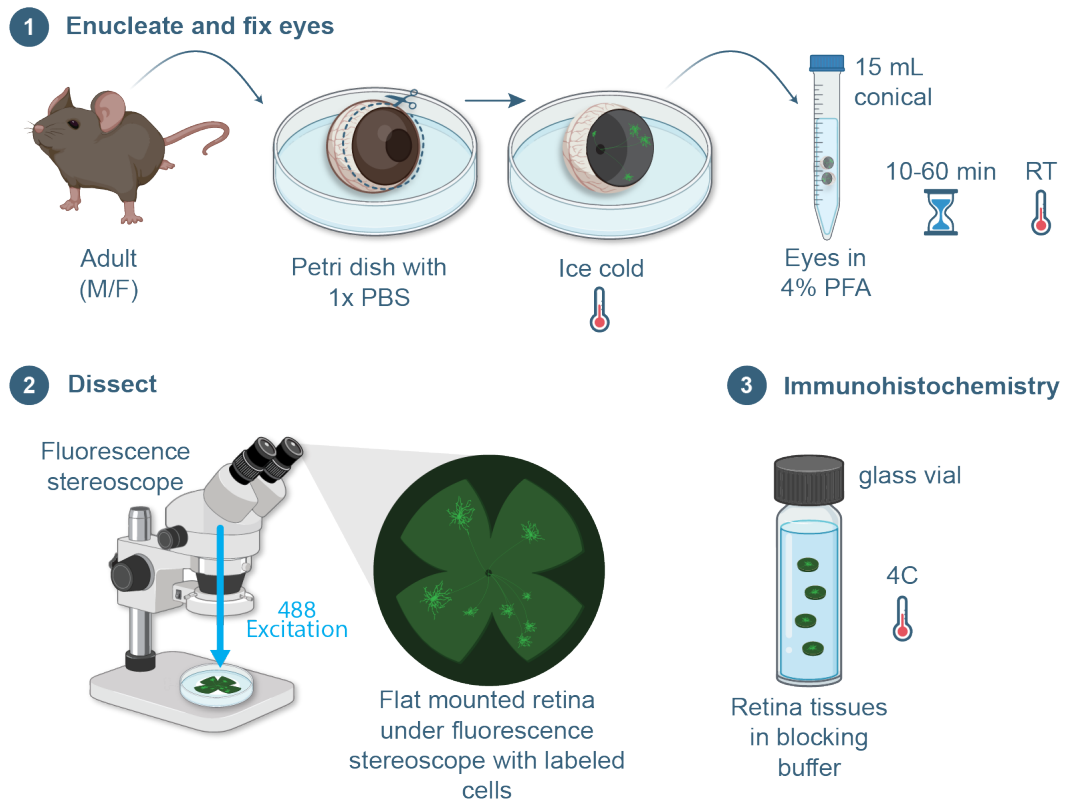 1 Enucleate and fix eyes
15 mL
conical
10-60 min
RT
Adult
(M/F)
Petri dish with
1x PBS
Ice cold
Eyes in
4% PFA
2 Dissect
Fluorescence
stereoscope
488
Excitation
Flat mounted retina
under fluorescence
stereoscope with labeled
cells
3 Immunohistochemistry
glass vial
4C
Retina tissues
in blocking
buffer